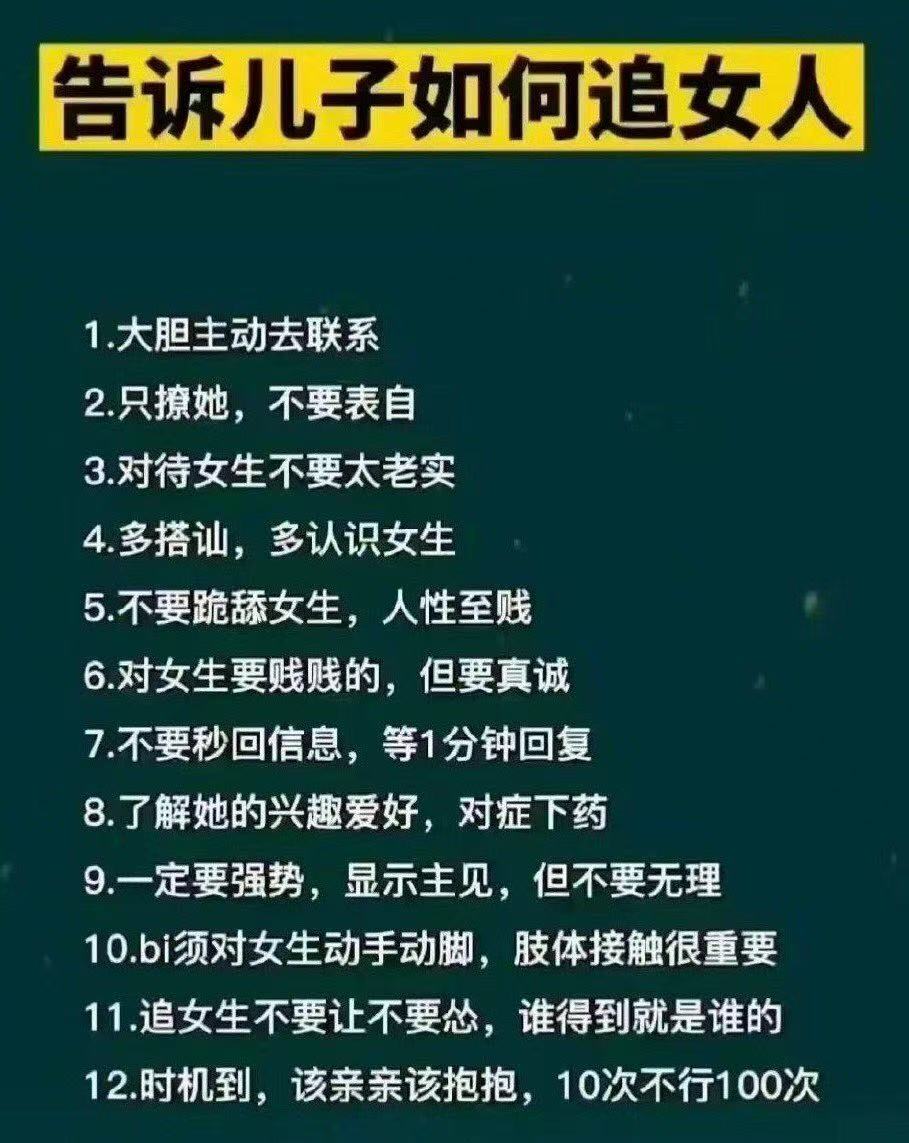 告诉儿子如何追女人
1.大胆主动去联系
2.只撩她，不要表自
3.对待女生不要太老实
4.多搭讪，多认识女生
5.不要跪舔女生，人性至贱
6.对女生要贱贱的，但要真诚
7.不要秒回信息，等1分钟回复
8.了解她的兴趣爱好，对症下药
9.一定要强势，显示主见，但不要无理
10.bi须对女生动手动脚，肢体接触很重要
11.追女生不要让不要怂，谁得到就是谁的
12.时机到，该亲亲该抱抱，10次不行100次